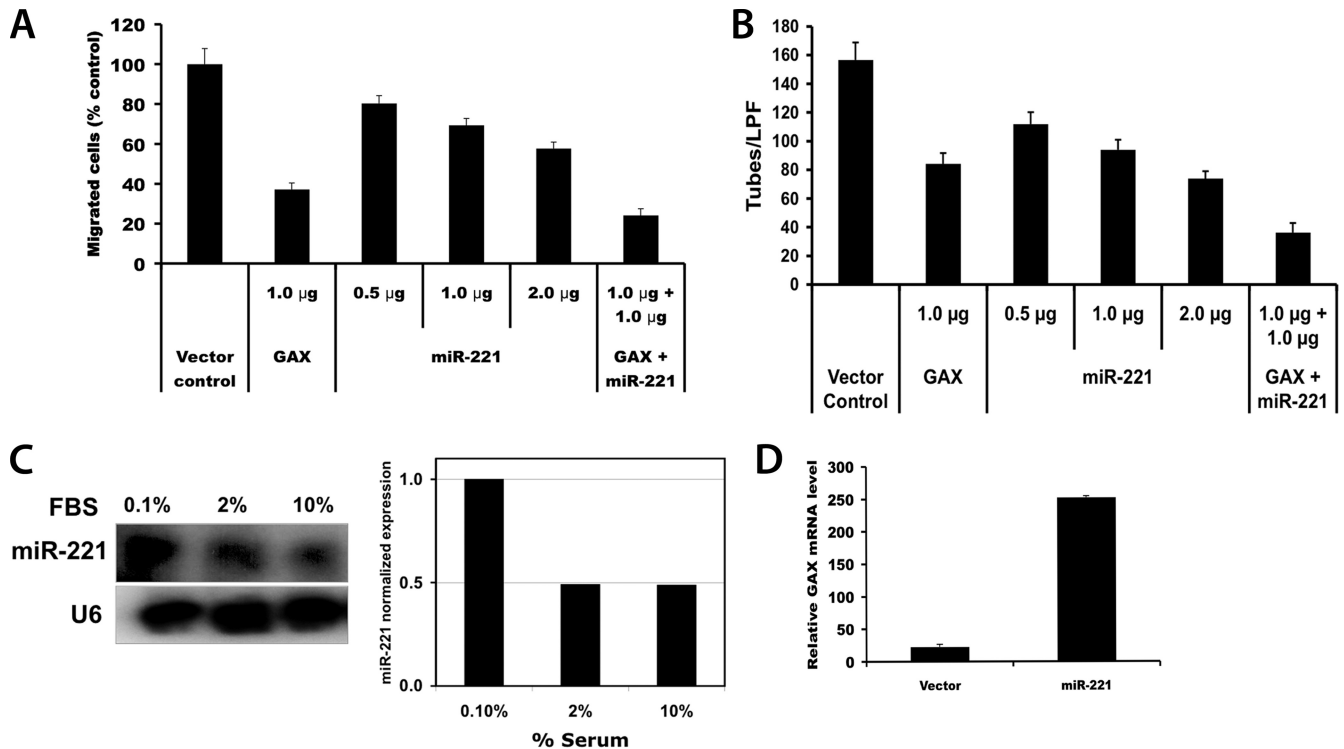 A
Migrated cells (% control)
120
100
80
60
40
20
0
1.0 µg
0.5 µg
1.0 µg
2.0 µg
1.0 µg +
1.0 µg
Vector
control
GAX
miR-221
GAX +
miR-221
B
Tubes/LPF
180
160
140
120
100
80
60
40
20
0
1.0 µg
0.5 µg
1.0 µg
2.0 µg
1.0 µg +
1.0 µg
Vector
Control
GAX
miR-221
GAX +
miR-221
C
FBS 0.1% 2% 10%
miR-221
U6
miR-221 normalized expression
1.0
0.5
0.0
0.10% 2% 10%
% Serum
D
Relative GAX mRNA level
300
250
200
150
100
50
0
Vector miR-221